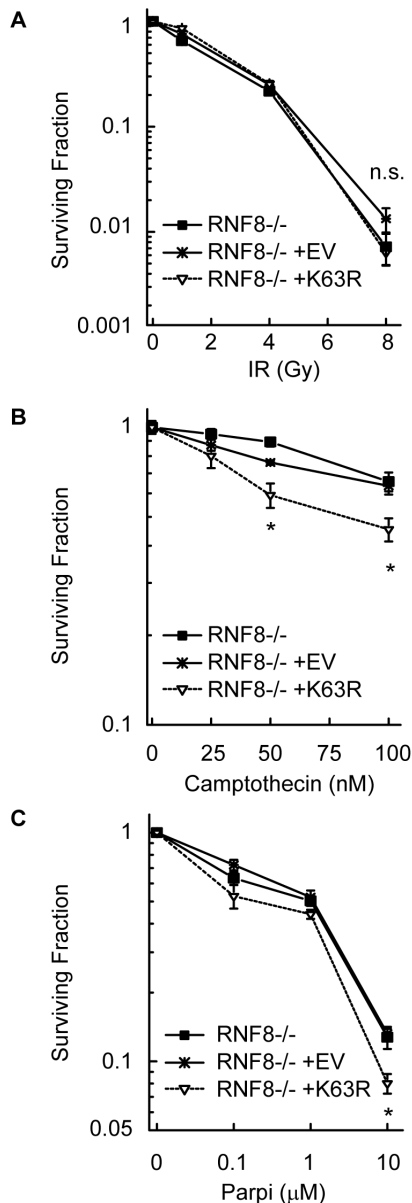 A
1
0.1
0.01
0.001
Surviving Fraction
n.s.
RNF8-/-
RNF8-/- +EV
RNF8-/- +K63R
0 2 4 6 8
IR (Gy)
B
1
0.1
Surviving Fraction
*
*
RNF8-/-
RNF8-/- +EV
RNF8-/- +K63R
0 25 50 75 100
Camptothecin (nM)
C
1
0.1
0.05
Surviving Fraction
RNF8-/-
RNF8-/- +EV
RNF8-/- +K63R
*
0 0.1 1 10
Parpi (μM)